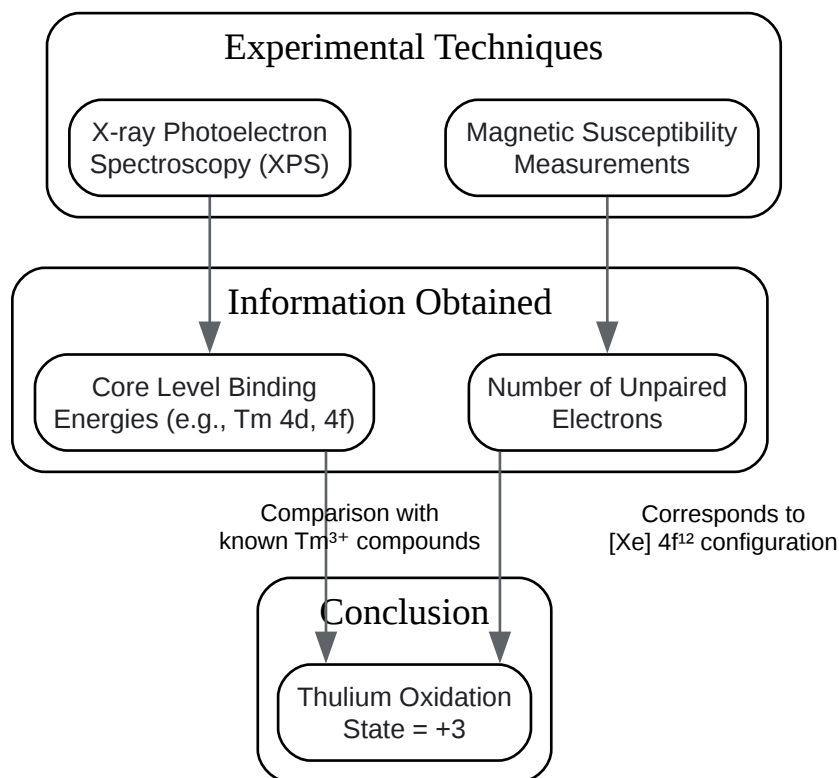 Experimental Techniques
X-ray Photoelectron
Spectroscopy (XPS)
Magnetic Susceptibility
Measurements
Information Obtained
Core Level Binding
Energies (e.g., Tm 4d, 4f)
Number of Unpaired
Electrons
Comparison with
known Tm³⁺ compounds
Corresponds to
[Xe] 4f¹² configuration
Conclusion
Thulium Oxidation
State = +3